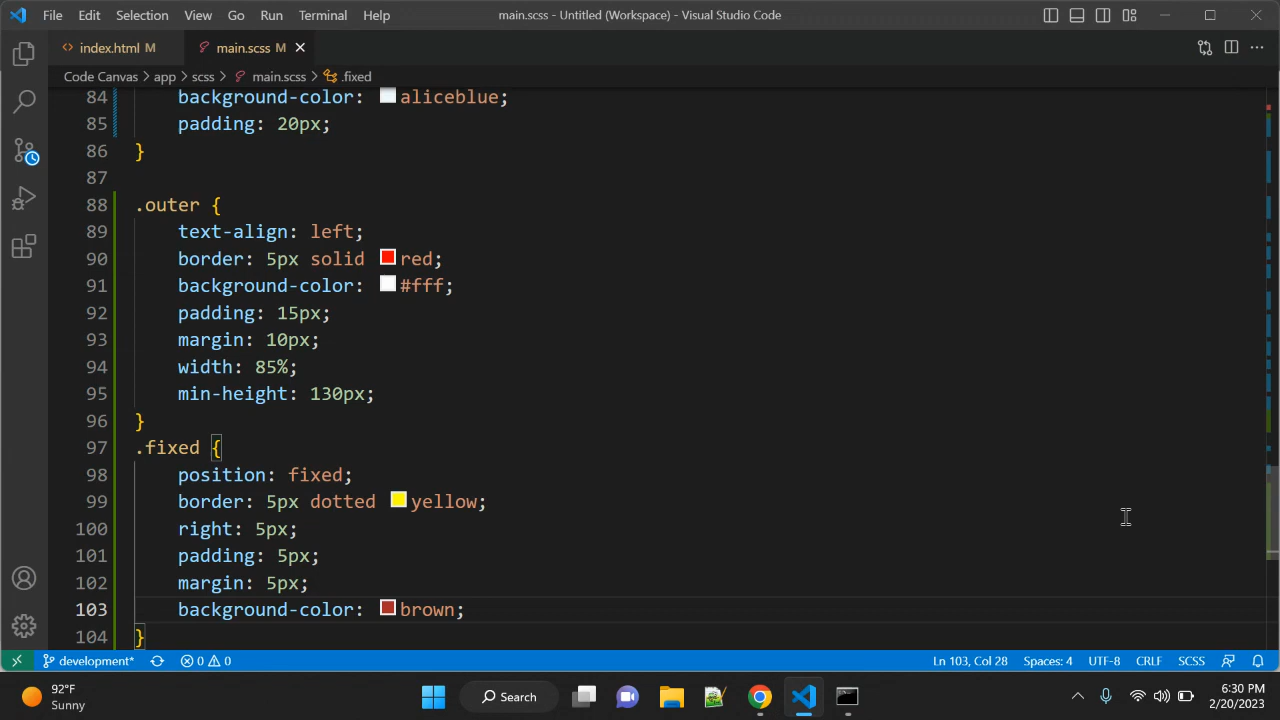 File Edit Selection View Go Run Terminal Help main.scss - Untitled (Workspace) - Visual Studio Code
index.html M main.scss M
Code Canvas app scss main.scss .fixed
84 background-color: aliceblue;
85 padding: 20px;
86 }
87
88 .outer {
89 text-align: left;
90 border: 5px solid red;
91 background-color: #fff;
92 padding: 15px;
93 margin: 10px;
94 width: 85%;
95 min-height: 130px;
96 }
97 .fixed {
98 position: fixed;
99 border: 5px dotted yellow;
100 right: 5px;
101 padding: 5px;
102 margin: 5px;
103 background-color: brown;
104 }
development* 0 0 Ln 103, Col 28 Spaces: 4 UTF-8 CRLF SCSS
92°F
Sunny
Search
6:30 PM
2/20/2023